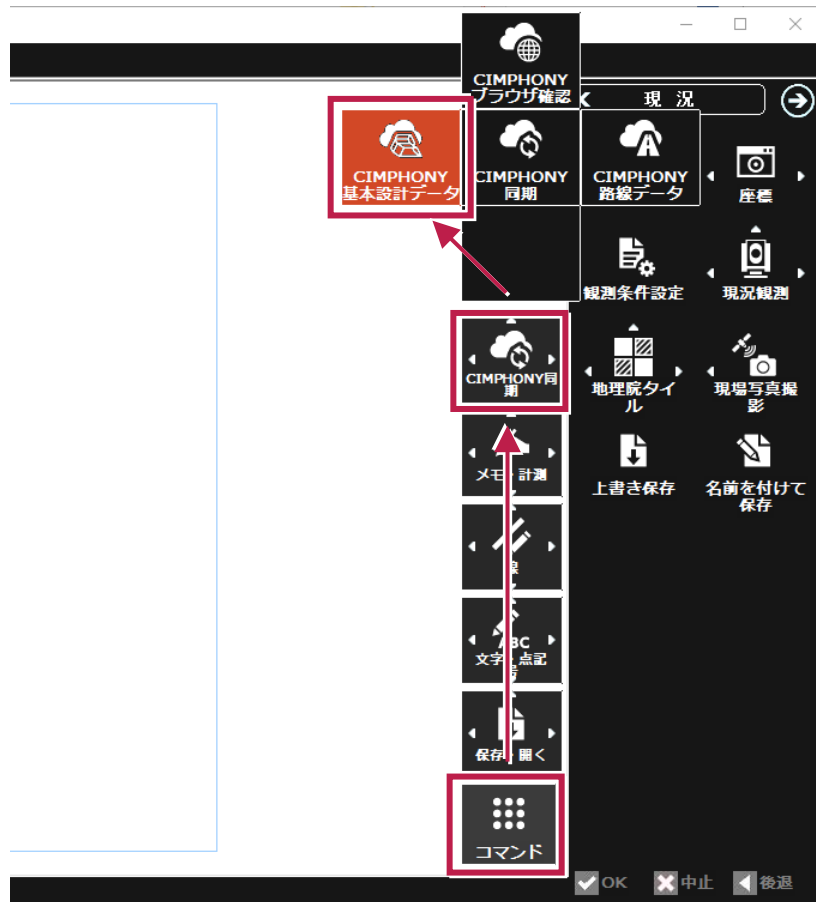 CIMPHONY
ブラウザ確認
現 況
CIMPHONY
基本設計データ
CIMPHONY
同期
CIMPHONY
路線データ
座標
観測条件設定
現況観測
CIMPHONY同
期
地理院タイ
ル
現場写真撮
影
メモ・計測
上書き保存
名前を付けて
保存
線
ABC
文字・点記
号
保存・開く
コマンド
OK
中止
後退